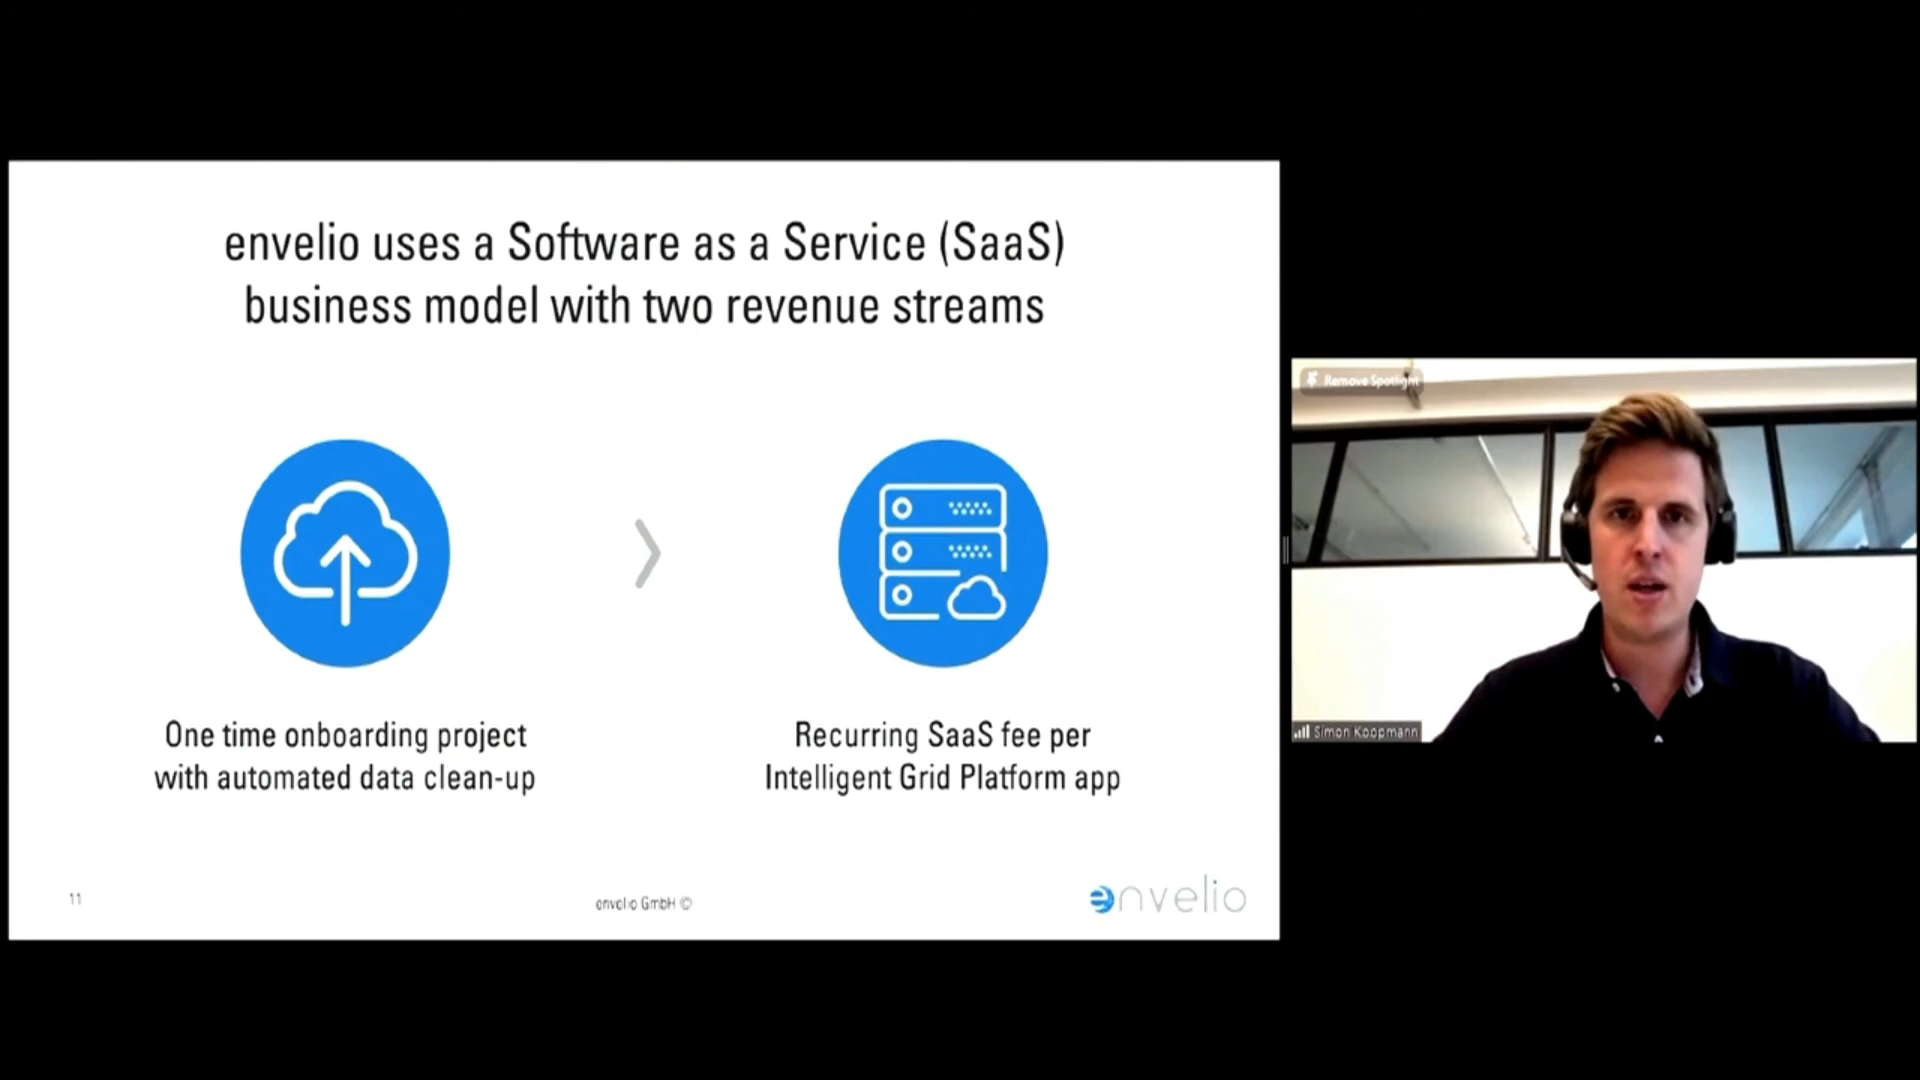 envelio uses a Software as a Service (SaaS)
business model with two revenue streams
One time onboarding project
with automated data clean-up
Recurring SaaS fee per
Intelligent Grid Platform app
11
envelio GmbH ©
envelio
Remove Spotlight
Simon Koopmann